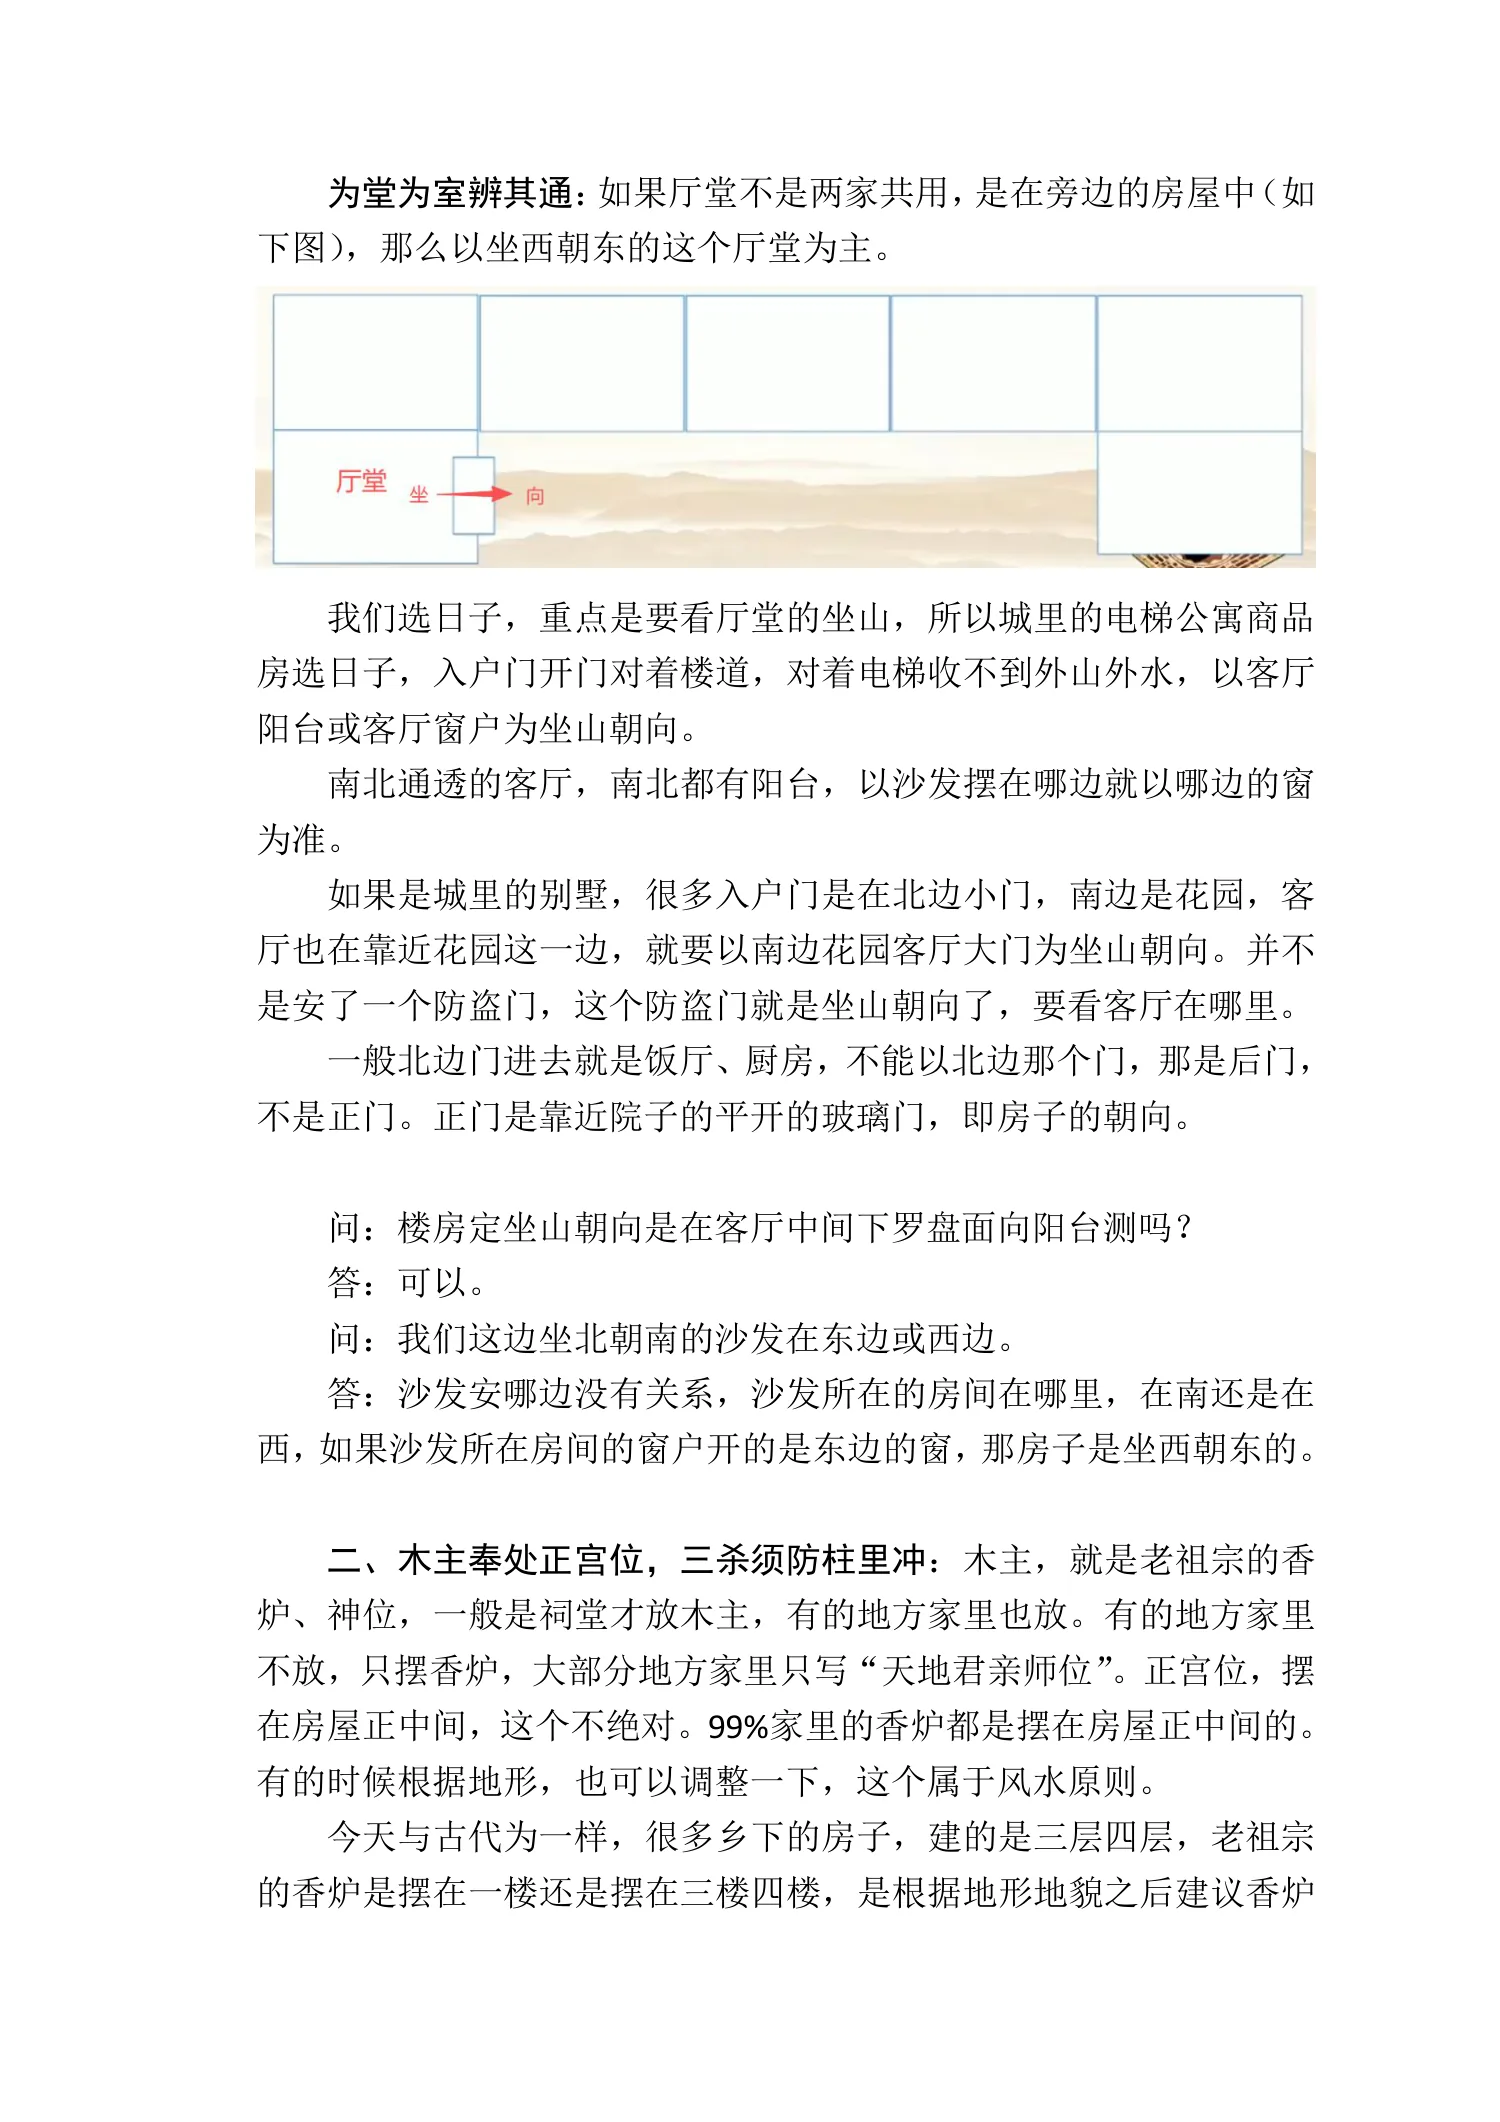 为堂为室辨其通：如果厅堂不是两家共用，是在旁边的房屋中（如
下图），那么以坐西朝东的这个厅堂为主。
厅堂 坐 向
我们选日子，重点是要看厅堂的坐山，所以城里的电梯公寓商品
房选日子，入户门开门对着楼道，对着电梯收不到外山外水，以客厅
阳台或客厅窗户为坐山朝向。
南北通透的客厅，南北都有阳台，以沙发摆在哪边就以哪边的窗
为准。
如果是城里的别墅，很多入户门是在北边小门，南边是花园，客
厅也在靠近花园这一边，就要以南边花园客厅大门为坐山朝向。并不
是安了一个防盗门，这个防盗门就是坐山朝向了，要看客厅在哪里。
一般北边门进去就是饭厅、厨房，不能以北边那个门，那是后门，
不是正门。正门是靠近院子的平开的玻璃门，即房子的朝向。
问：楼房定坐山朝向是在客厅中间下罗盘面向阳台测吗？
答：可以。
问：我们这边坐北朝南的沙发在东边或西边。
答：沙发安哪边没有关系，沙发所在的房间在哪里，在南还是在
西，如果沙发所在房间的窗户开的是东边的窗，那房子是坐西朝东的。
二、木主奉处正宫位，三杀须防柱里冲：木主，就是老祖宗的香
炉、神位，一般是祠堂才放木主，有的地方家里也放。有的地方家里
不放，只摆香炉，大部分地方家里只写“天地君亲师位”。正宫位，摆
在房屋正中间，这个不绝对。99%家里的香炉都是摆在房屋正中间的。
有的时候根据地形，也可以调整一下，这个属于风水原则。
今天与古代为一样，很多乡下的房子，建的是三层四层，老祖宗
的香炉是摆在一楼还是摆在三楼四楼，是根据地形地貌之后建议香炉